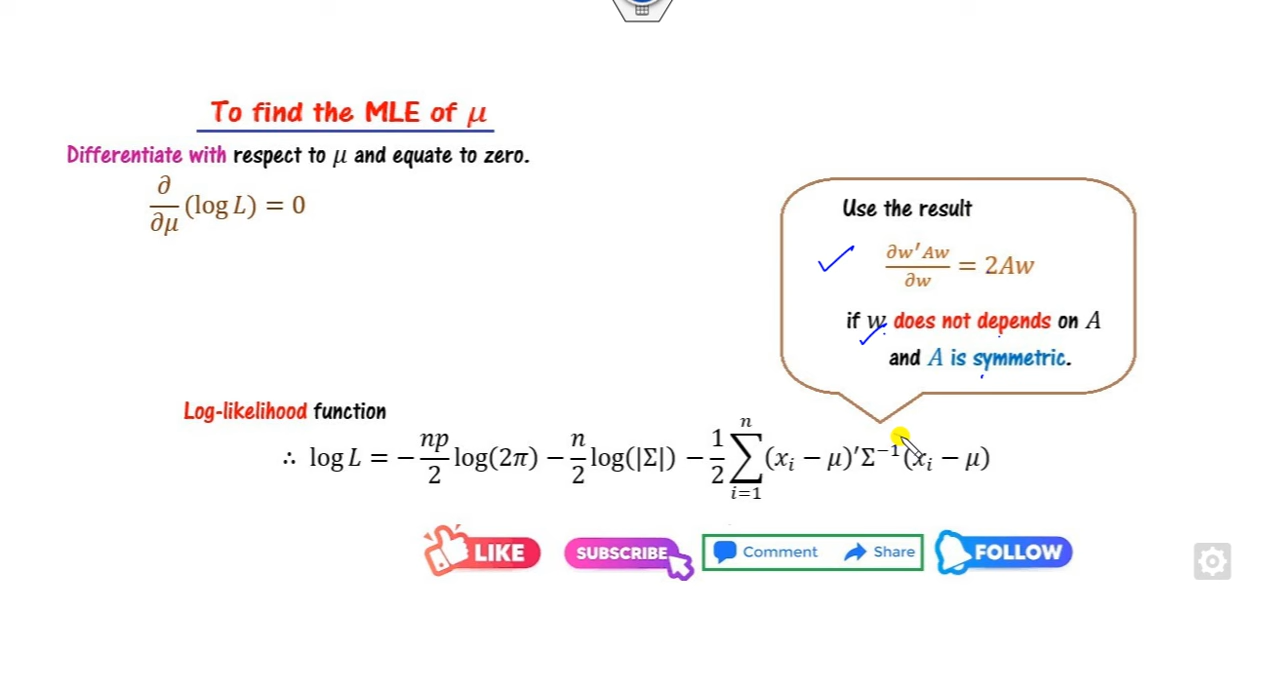 To find the MLE of μ
Differentiate with respect to μ and equate to zero.
∂/∂μ (log L) = 0
Use the result
∂w′Aw/∂w = 2Aw
if w does not depends on A
and A is symmetric.
Log-likelihood function
∴ log L = −np/2 log(2π) − n/2 log(|Σ|) − 1/2 ∑_{i=1}^{n} (x_i − μ)′Σ^{−1}(x_i − μ)
LIKE SUBSCRIBE Comment Share FOLLOW